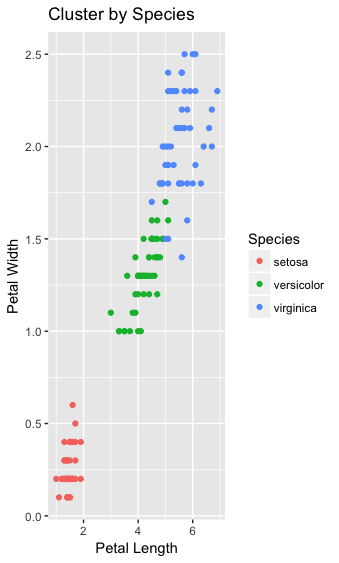 Cluster by Species
2.5
2.0
1.5
1.0
0.5
0.0
Petal Width
2
4
6
Petal Length
Species
setosa
versicolor
virginica